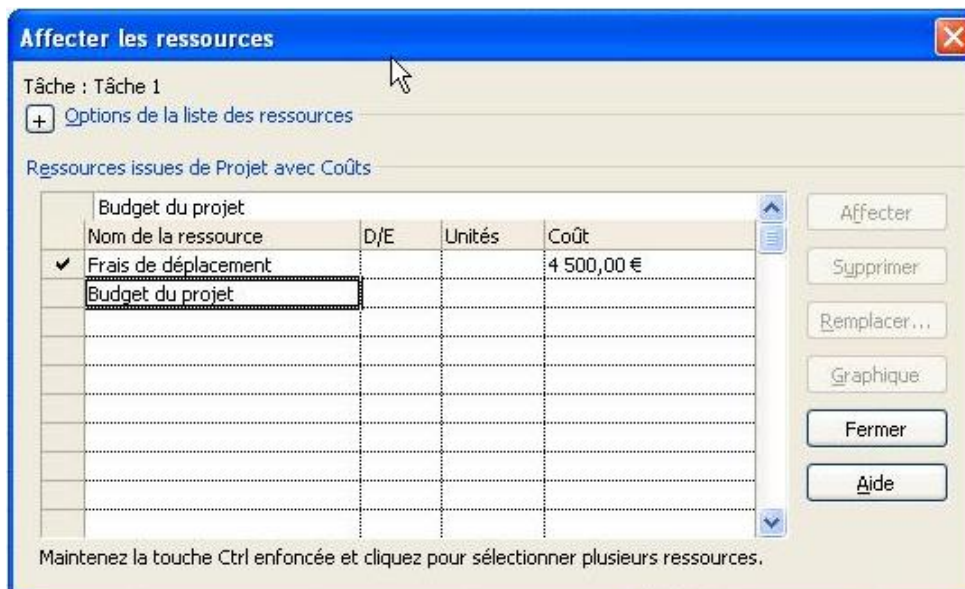 Affecter les ressources
Tâche : Tâche 1
+ Options de la liste des ressources
Ressources issues de Projet avec Coûts
Budget du projet
Affecter
Nom de la ressource D/E Unités Coût
Frais de déplacement 4 500,00 €
Supprimer
Budget du projet
Remplacer...
Graphique
Fermer
Aide
Maintenez la touche Ctrl enfoncée et cliquez pour sélectionner plusieurs ressources.